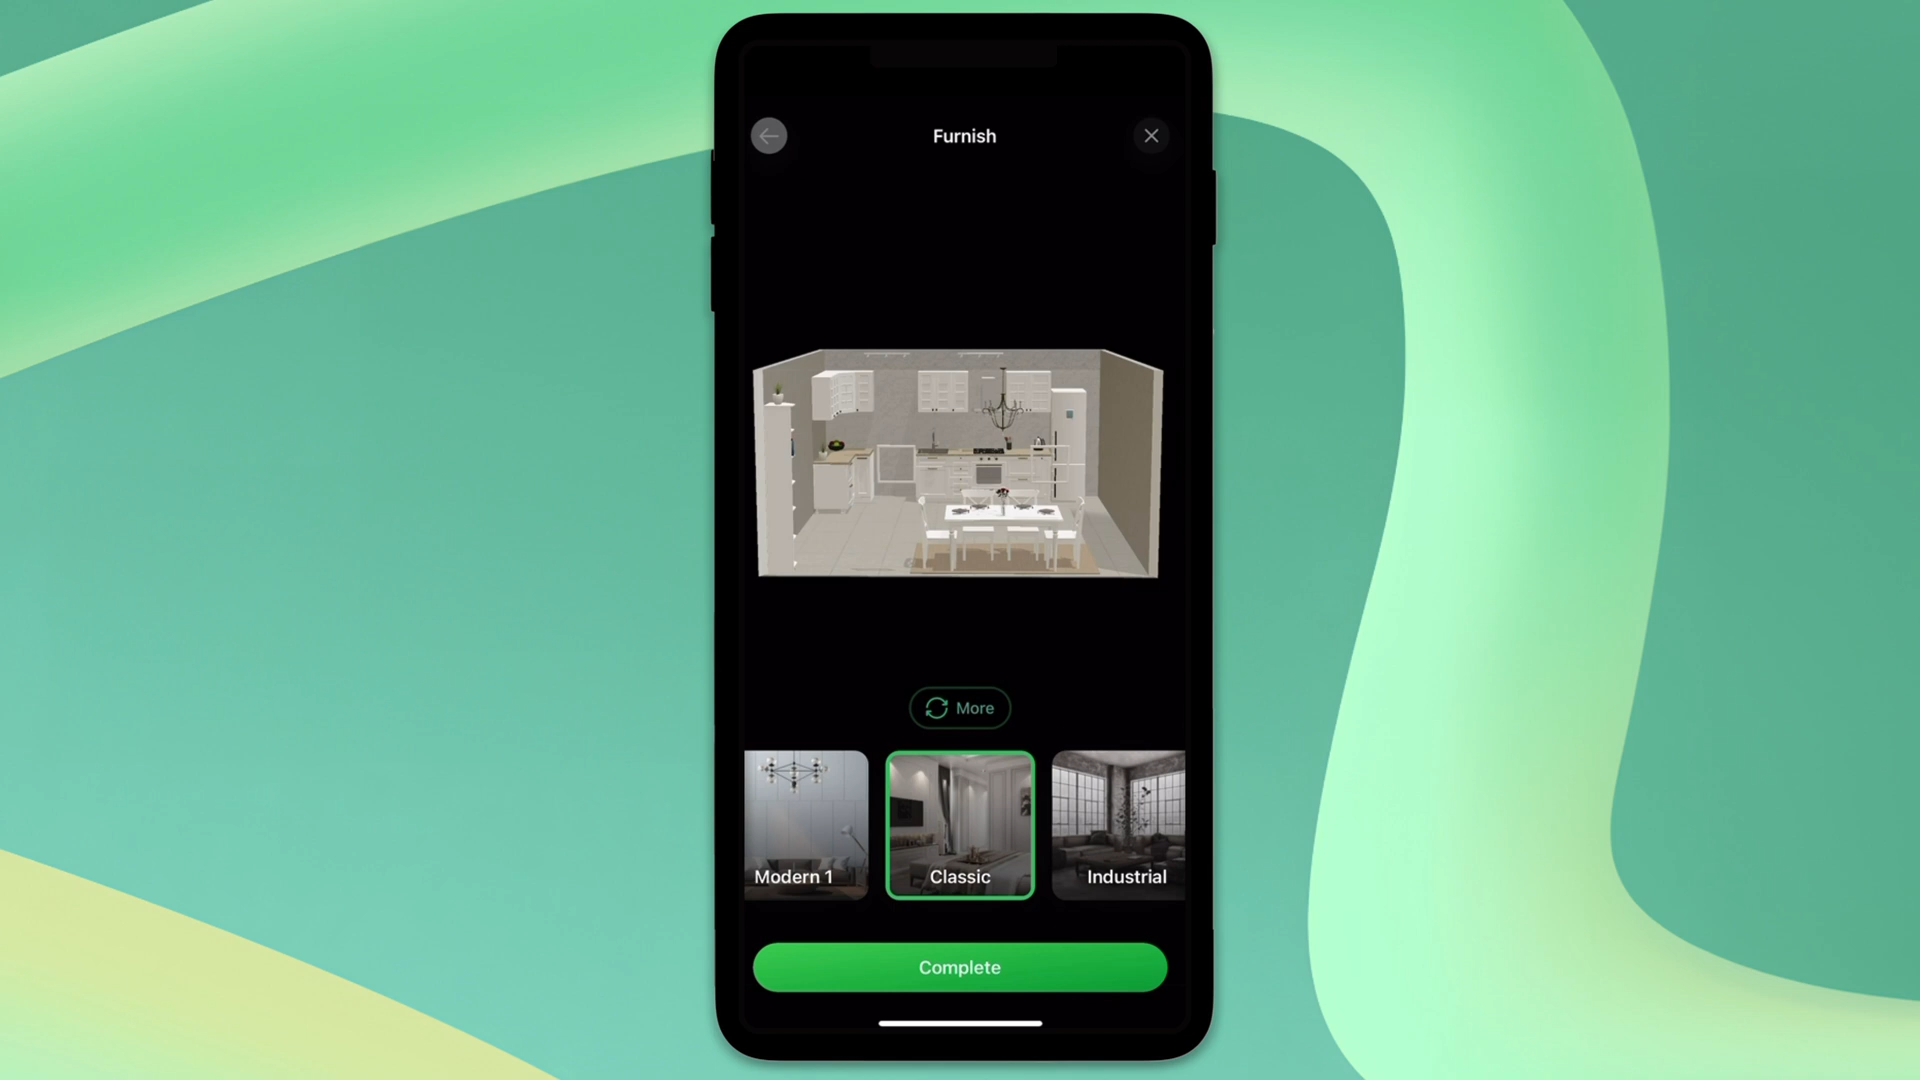 Furnish
More
Modern 1
Classic
Industrial
Complete